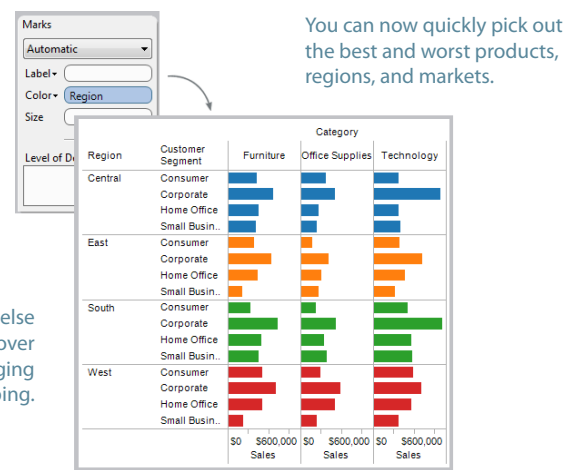 Marks
Automatic
Label
Color Region
Size
Level of
You can now quickly pick out
the best and worst products,
regions, and markets.
Category
Region Customer Segment Furniture Office Supplies Technology
Central Consumer
Corporate
Home Office
Small Busin..
East Consumer
Corporate
Home Office
Small Busin..
South Consumer
Corporate
Home Office
Small Busin..
West Consumer
Corporate
Home Office
Small Busin..
$0 $600,000 $0 $600,000 $0 $600,000
Sales Sales Sales
else
over
ging